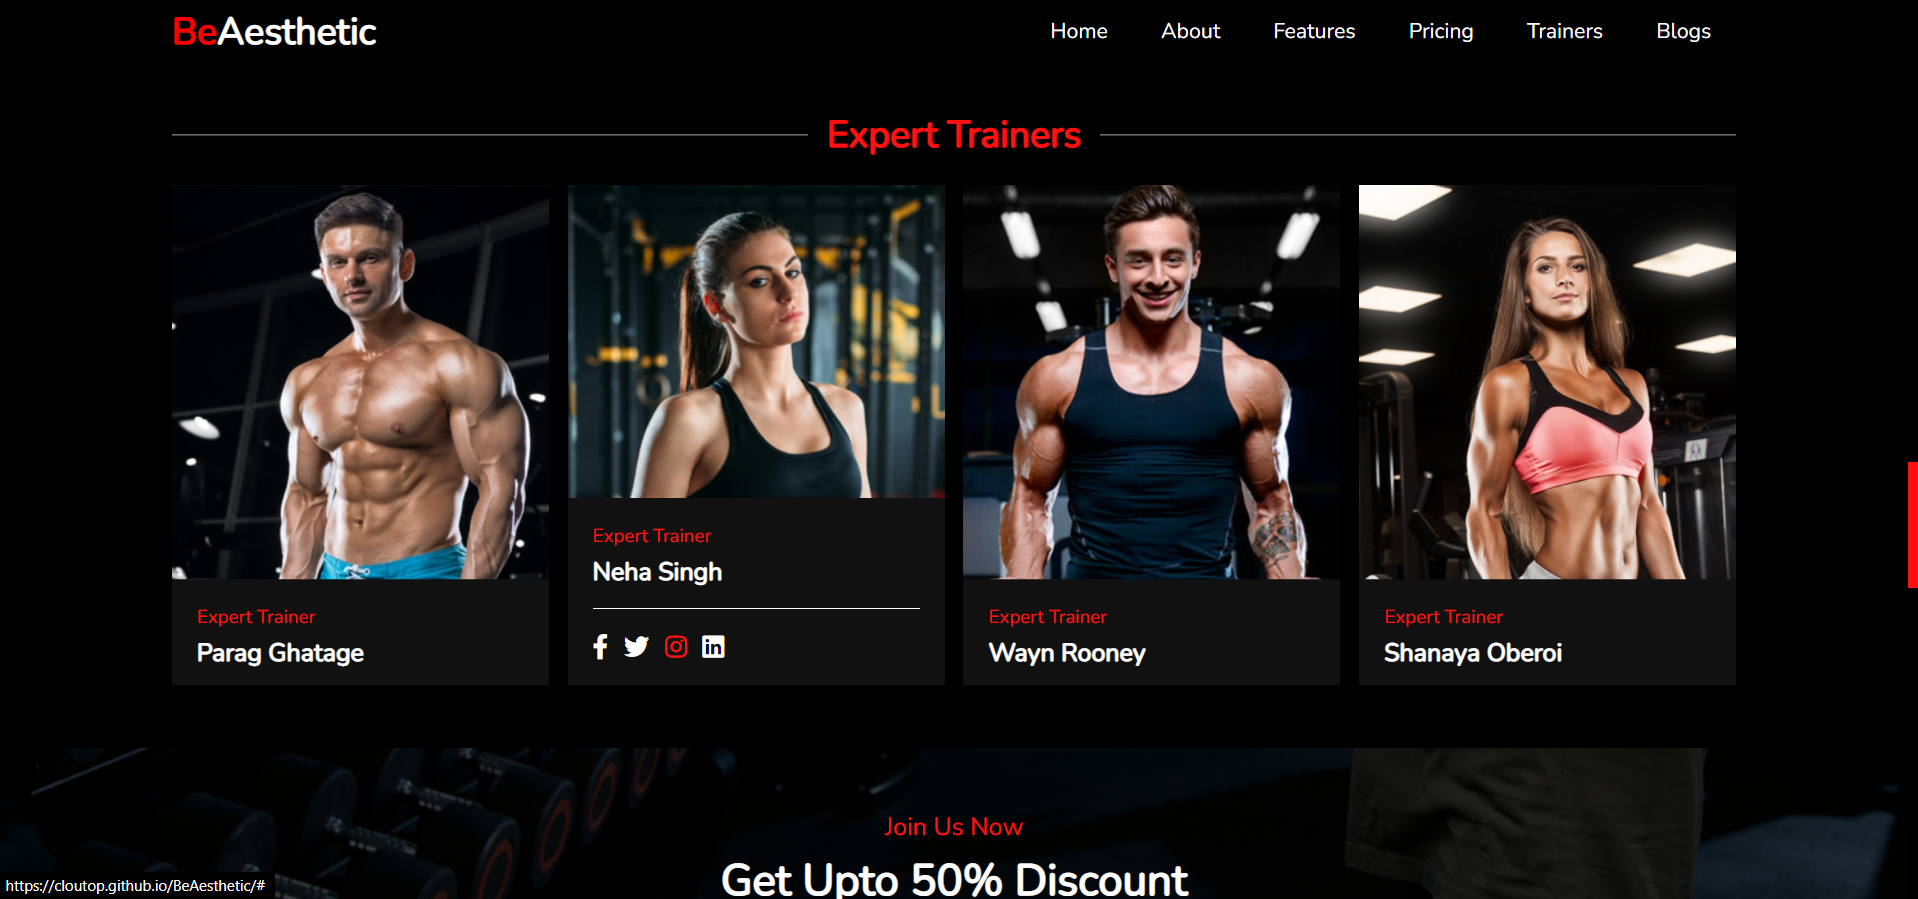 BeAesthetic
Home About Features Pricing Trainers Blogs
Expert Trainers
Expert Trainer
Parag Ghatage
Expert Trainer
Neha Singh
Expert Trainer
Wayn Rooney
Expert Trainer
Shanaya Oberoi
Join Us Now
Get Upto 50% Discount
https://cloutop.github.io/BeAesthetic/#